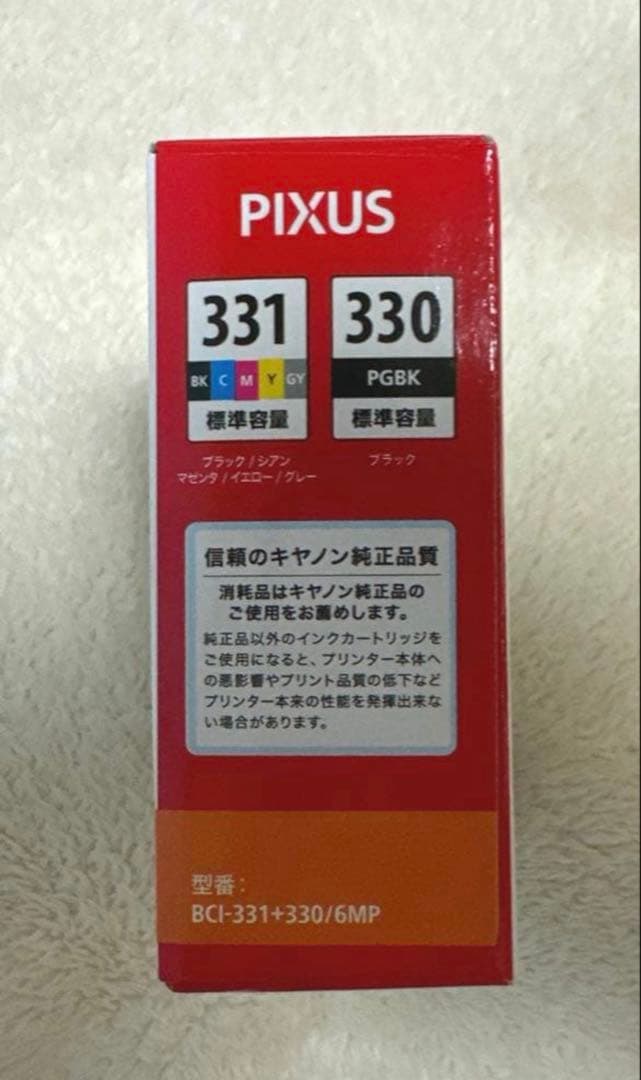 PIXUS
331 330
BK C M Y GY PGBK
標準容量 標準容量
ブラック / シアン ブラック
マゼンタ / イエロー / グレー
信頼のキヤノン純正品質
消耗品はキヤノン純正品の
ご使用をお薦めします。
純正品以外のインクカートリッジを
ご使用になると、プリンター本体へ
の悪影響やプリント品質の低下など
プリンター本来の性能を発揮出来な
い場合があります。
型番：
BCI-331+330/6MP